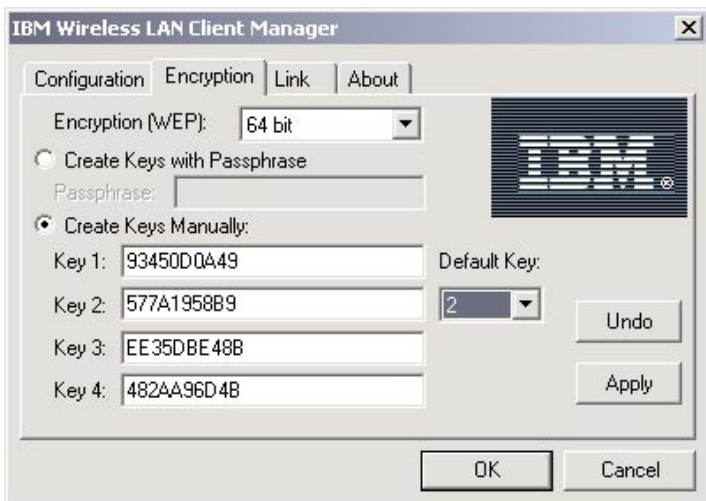 IBM Wireless LAN Client Manager
Configuration Encryption Link About
Encryption (WEP): 64 bit
IBM®
Create Keys with Passphrase
Passphrase:
Create Keys Manually:
Key 1: 93450D0A49 Default Key:
Key 2: 577A1958B9 2
Undo
Key 3: EE35DBE48B
Key 4: 482AA96D4B Apply
OK Cancel